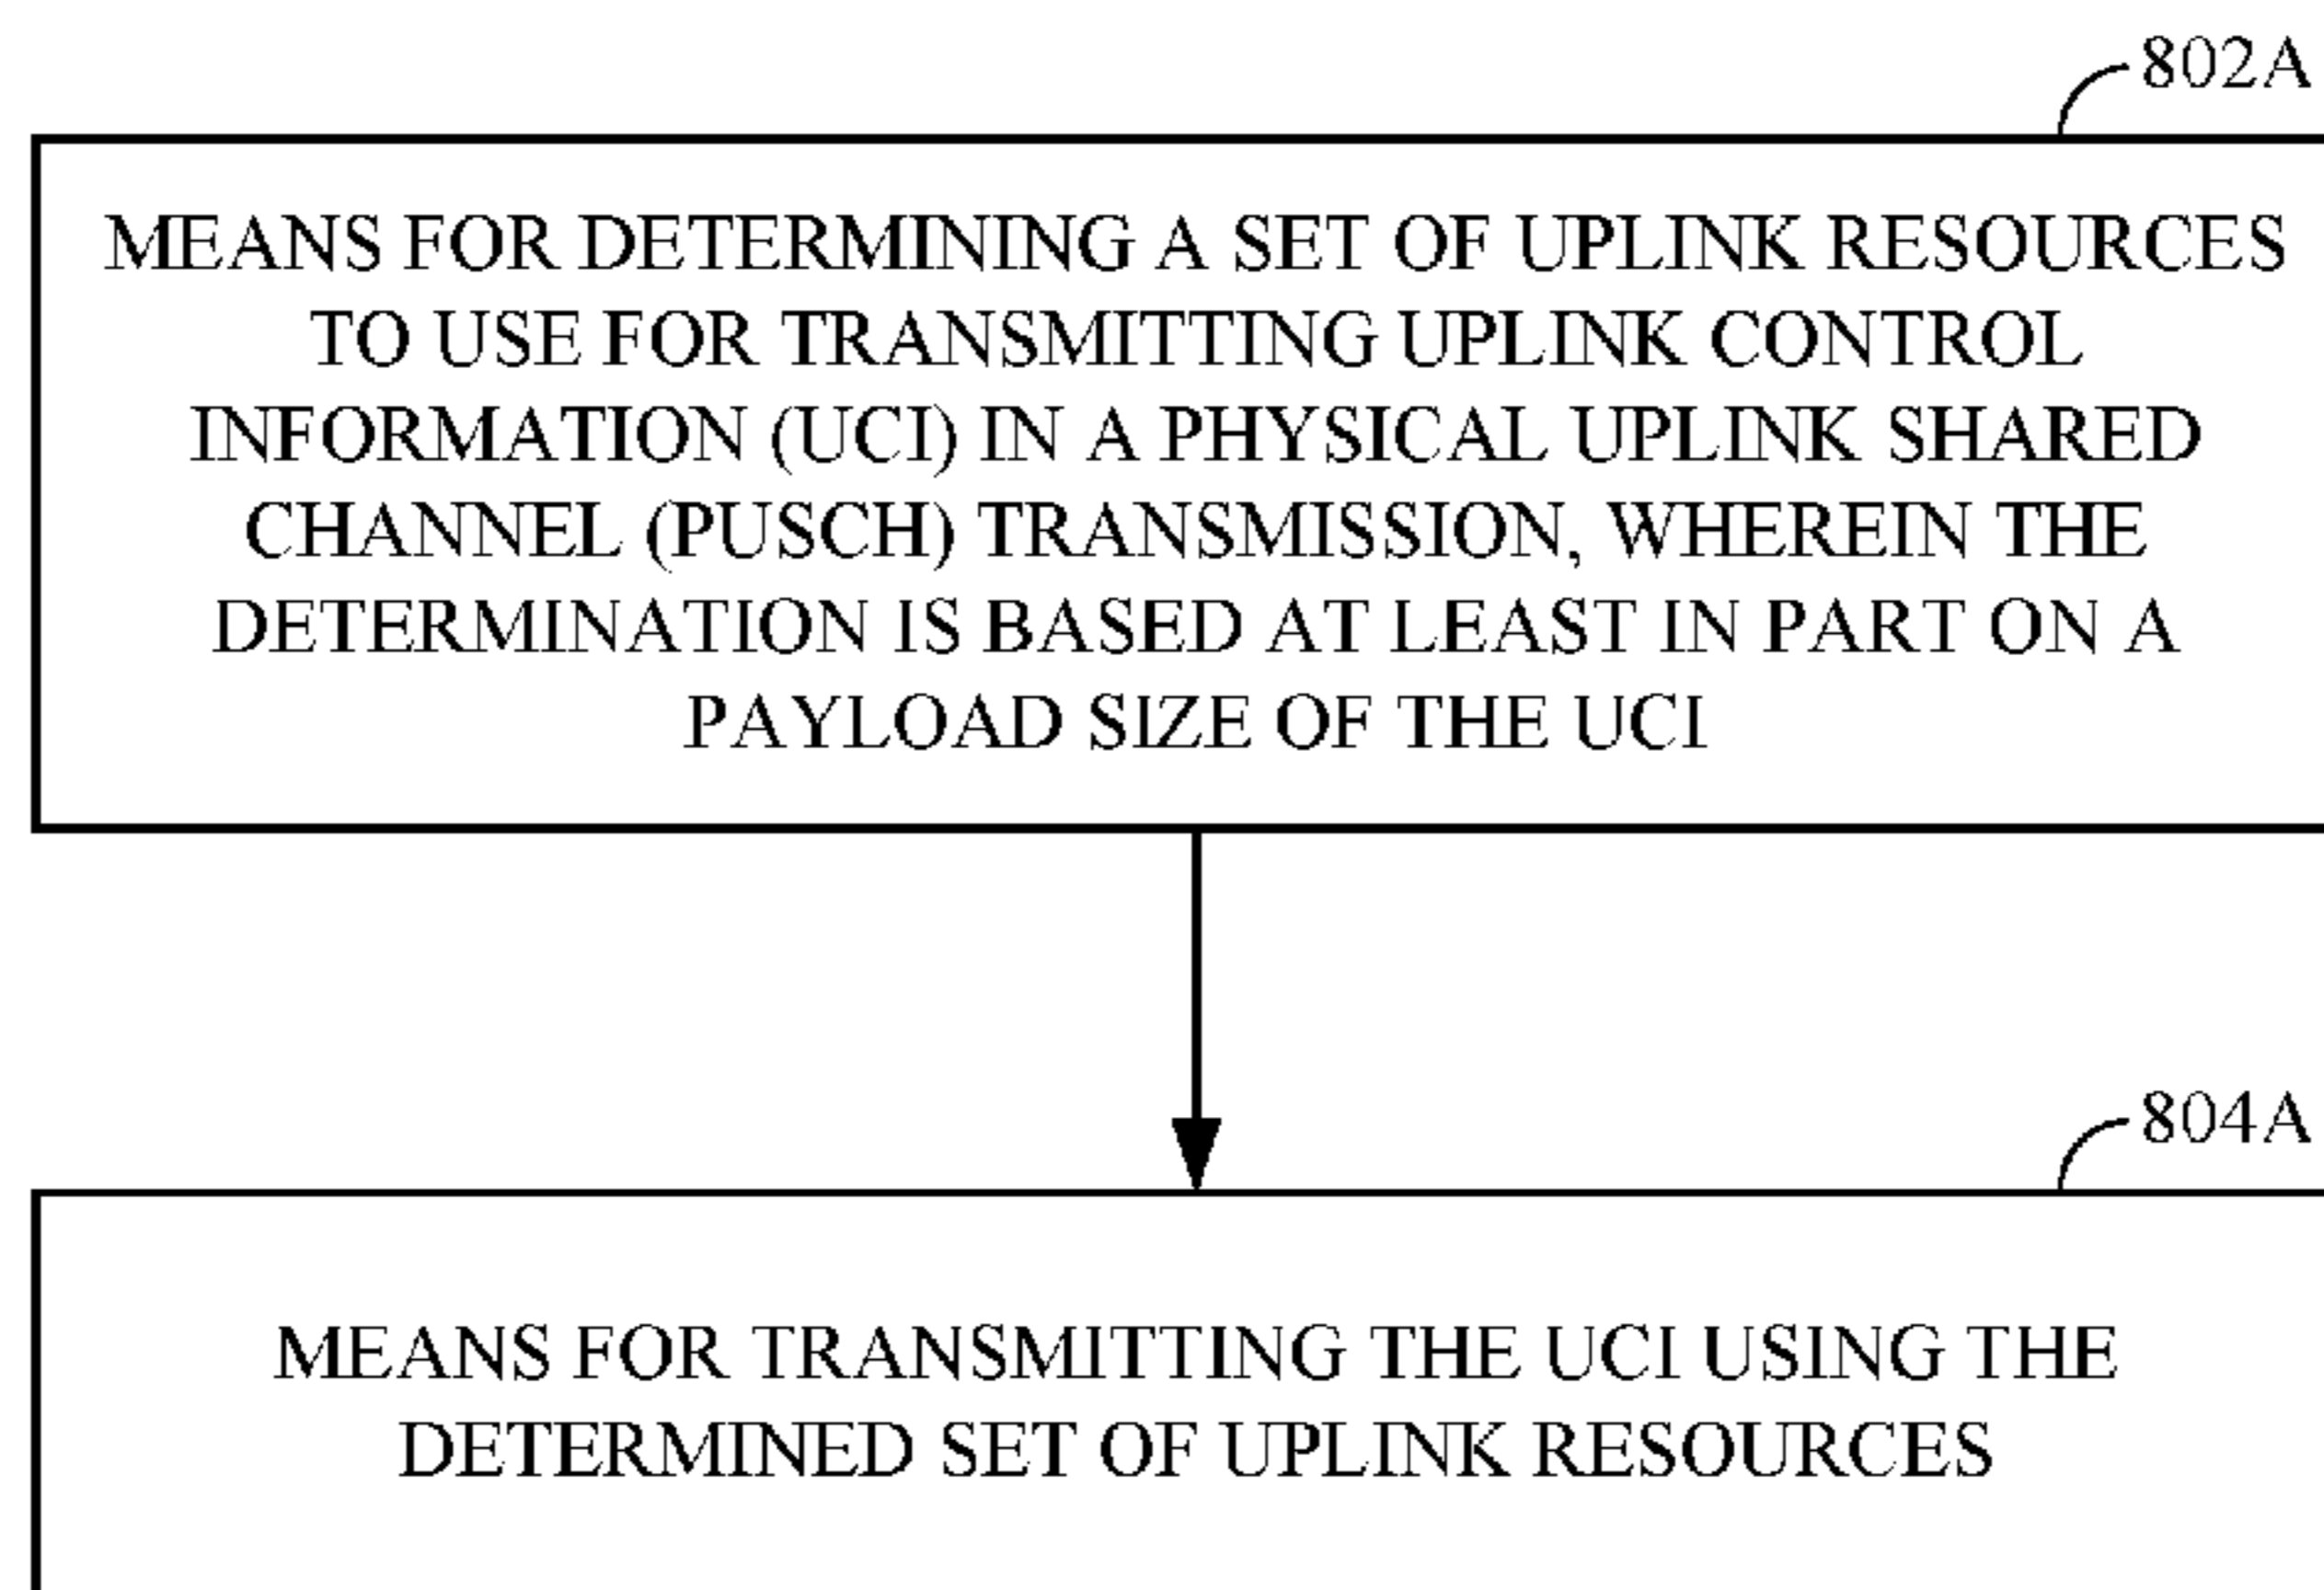 802A
MEANS FOR DETERMINING A SET OF UPLINK RESOURCES
TO USE FOR TRANSMITTING UPLINK CONTROL
INFORMATION (UCI) IN A PHYSICAL UPLINK SHARED
CHANNEL (PUSCH) TRANSMISSION, WHEREIN THE
DETERMINATION IS BASED AT LEAST IN PART ON A
PAYLOAD SIZE OF THE UCI
804A
MEANS FOR TRANSMITTING THE UCI USING THE
DETERMINED SET OF UPLINK RESOURCES